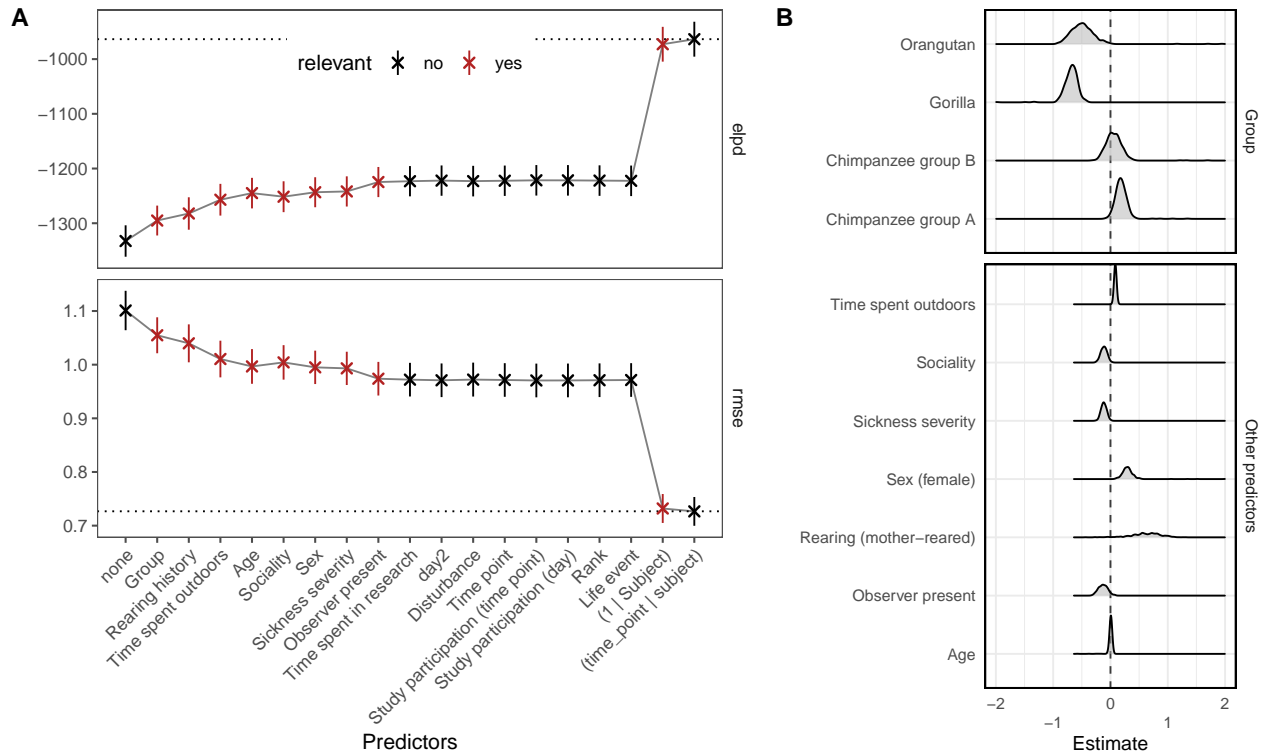 A
relevant
no
yes
−1000
−1100
−1200
−1300
elpd
1.1
1.0
0.9
0.8
0.7
rmse
none
Group
Rearing history
Time spent outdoors
Age
Sociality
Sex
Sickness severity
Observer present
Time spent in research
day2
Disturbance
Time point
Study participation (time point)
Study participation (day)
Rank
Life event
(1 | Subject)
(time_point | subject)
Predictors
B
Orangutan
Gorilla
Chimpanzee group B
Chimpanzee group A
Group
Time spent outdoors
Sociality
Sickness severity
Sex (female)
Rearing (mother−reared)
Observer present
Age
Other predictors
−2
−1
0
1
2
Estimate